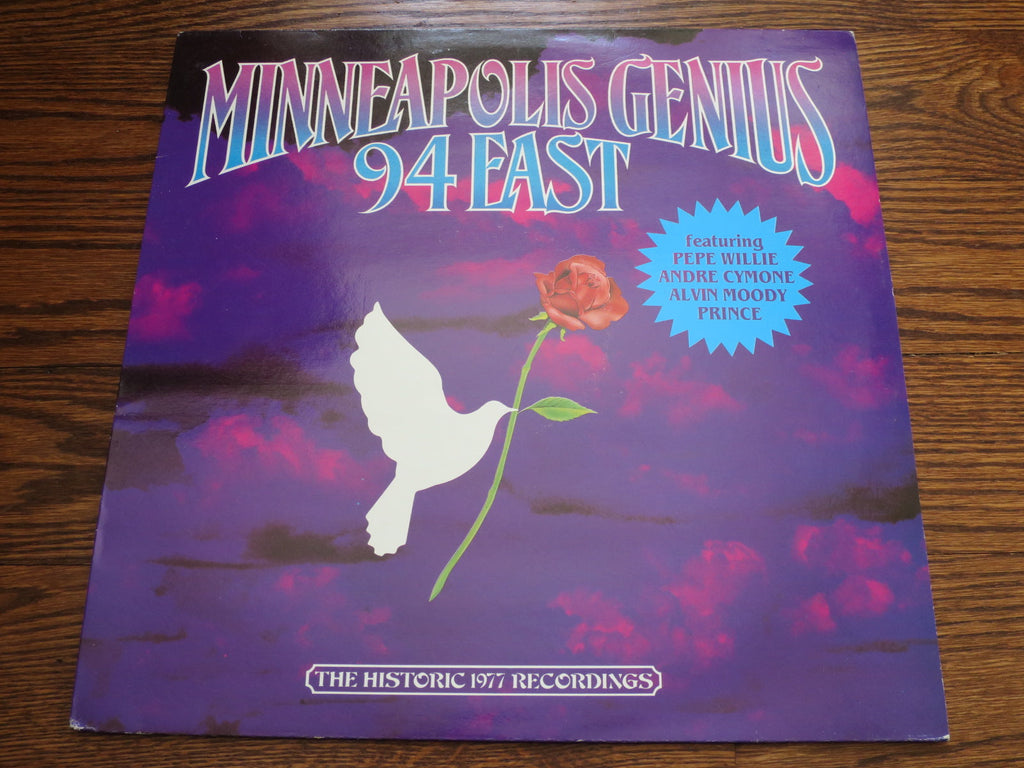 MINNEAPOLIS GENIUS
94 EAST
featuring
PEPE WILLIE
ANDRE CYMONE
ALVIN MOODY
PRINCE
THE HISTORIC 1977 RECORDINGS